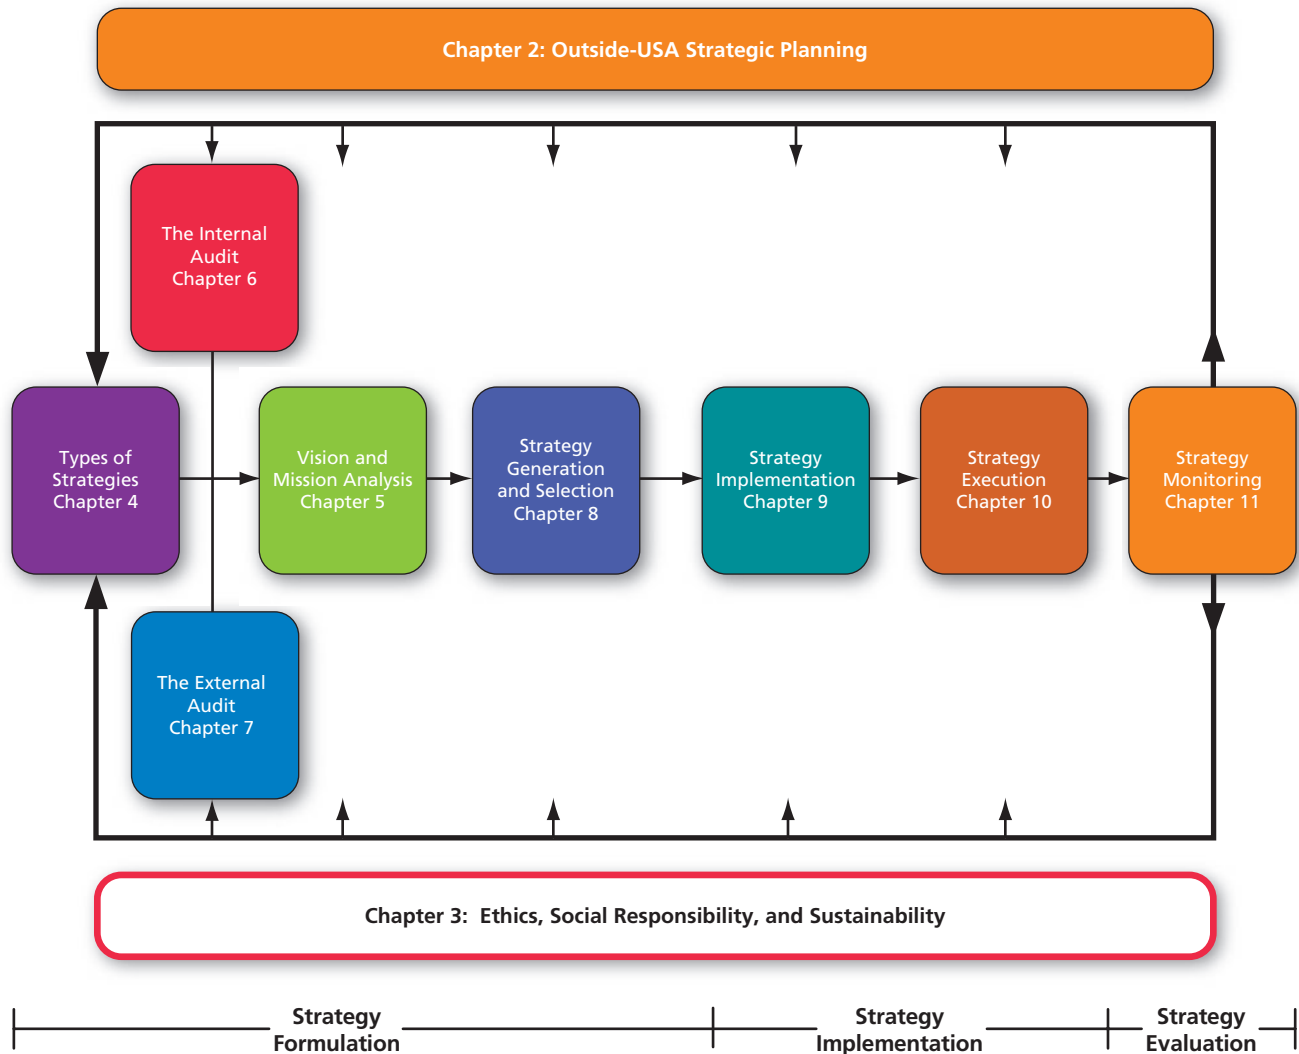 Chapter 2: Outside-USA Strategic Planning
The Internal
Audit
Chapter 6
Types of
Strategies
Chapter 4
Vision and
Mission Analysis
Chapter 5
Strategy
Generation
and Selection
Chapter 8
Strategy
Implementation
Chapter 9
Strategy
Execution
Chapter 10
Strategy
Monitoring
Chapter 11
The External
Audit
Chapter 7
Chapter 3: Ethics, Social Responsibility, and Sustainability
Strategy
Formulation
Strategy
Implementation
Strategy
Evaluation